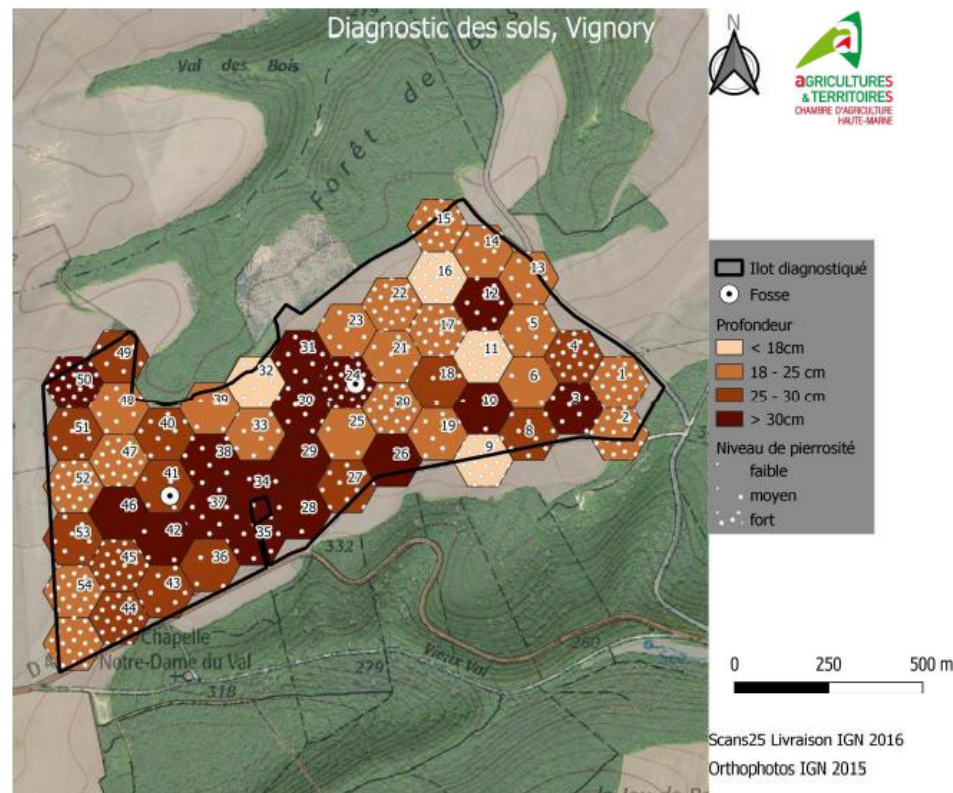 Diagnostic des sols, Vignory
N
AGRICULTURES
& TERRITOIRES
CHAMBRE D'AGRICULTURE
HAUTE-MARNE
Val des Bois
Forêt de
15
14
16
13
12
22
23
17
5
31
21
11
4
49
24
32
18
6
1
50
48
39
30
20
10
3
51
40
33
25
19
8
2
47
38
29
26
9
52
41
34
27
46
37
28
53
42
35
332
45
36
54
43
44
Chapelle
Notre-Dame du Val
Vieux Val
279
260
318
Ilot diagnostiqué
Fosse
Profondeur
< 18cm
18 - 25 cm
25 - 30 cm
> 30cm
Niveau de pierrosité
faible
moyen
fort
0 250 500 m
Scans25 Livraison IGN 2016
Orthophotos IGN 2015